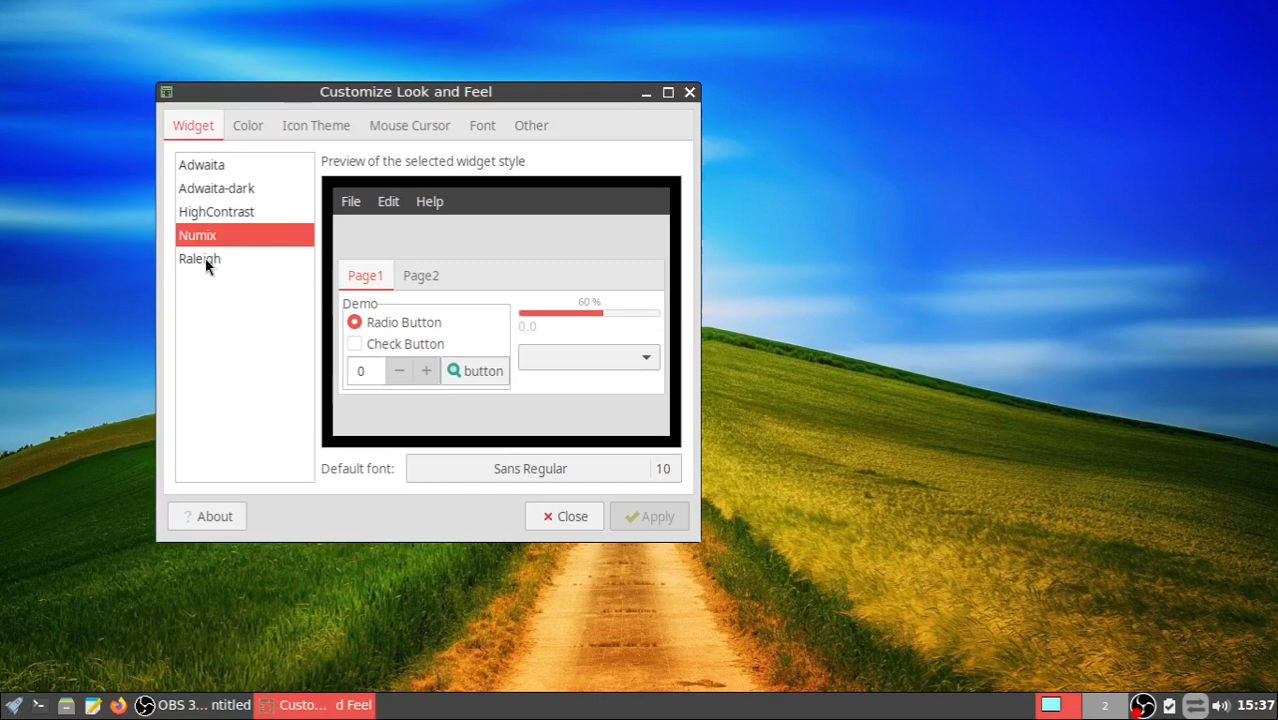 Customize Look and Feel
Widget Color Icon Theme Mouse Cursor Font Other
Adwaita
Adwaita-dark
HighContrast
Numix
Raleigh
Preview of the selected widget style
File Edit Help
Page1 Page2
Demo
Radio Button
Check Button
0 − + button
60 %
0.0
Default font: Sans Regular 10
? About × Close Apply
OBS 3... ntitled Custo... d Feel 2 15:37